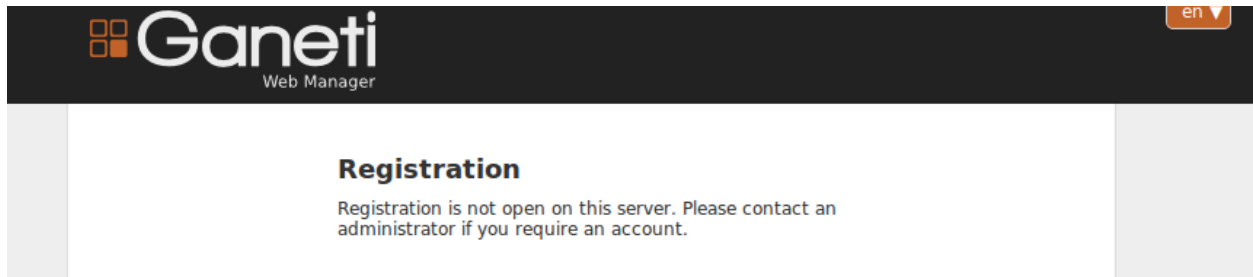 en
Ganeti
Web Manager
Registration
Registration is not open on this server. Please contact an
administrator if you require an account.